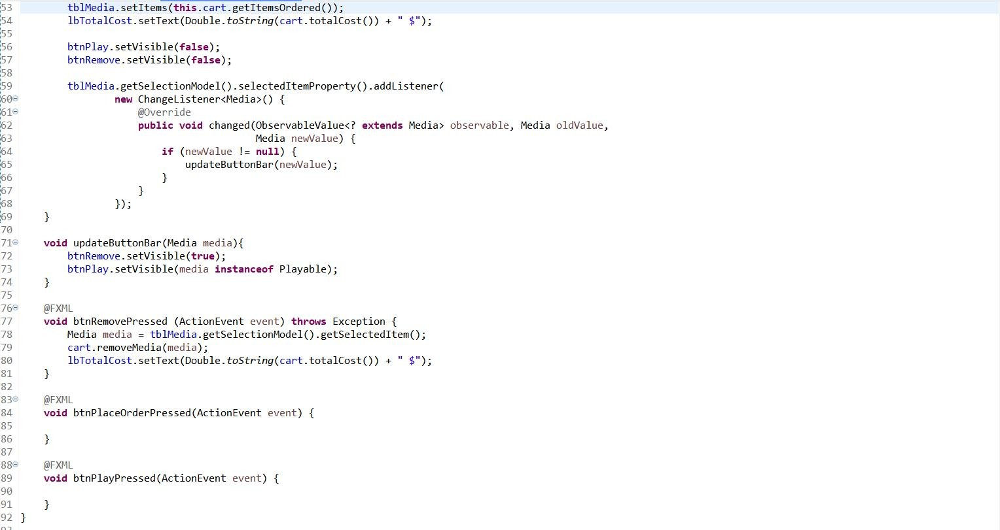 53 tblMedia.setItems(this.cart.getItemsOrdered());
54 lbTotalCost.setText(Double.toString(cart.totalCost()) + " $");
55
56 btnPlay.setVisible(false);
57 btnRemove.setVisible(false);
58
59 tblMedia.getSelectionModel().selectedItemProperty().addListener(
60 new ChangeListener<Media>() {
61 @Override
62 public void changed(ObservableValue<? extends Media> observable, Media oldValue,
63 Media newValue) {
64 if (newValue != null) {
65 updateButtonBar(newValue);
66 }
67 }
68 });
69 }
70
71 void updateButtonBar(Media media){
72 btnRemove.setVisible(true);
73 btnPlay.setVisible(media instanceof Playable);
74 }
75
76 @FXML
77 void btnRemovePressed (ActionEvent event) throws Exception {
78 Media media = tblMedia.getSelectionModel().getSelectedItem();
79 cart.removeMedia(media);
80 lbTotalCost.setText(Double.toString(cart.totalCost()) + " $");
81 }
82
83 @FXML
84 void btnPlaceOrderPressed(ActionEvent event) {
85
86 }
87
88 @FXML
89 void btnPlayPressed(ActionEvent event) {
90
91 }
92 }